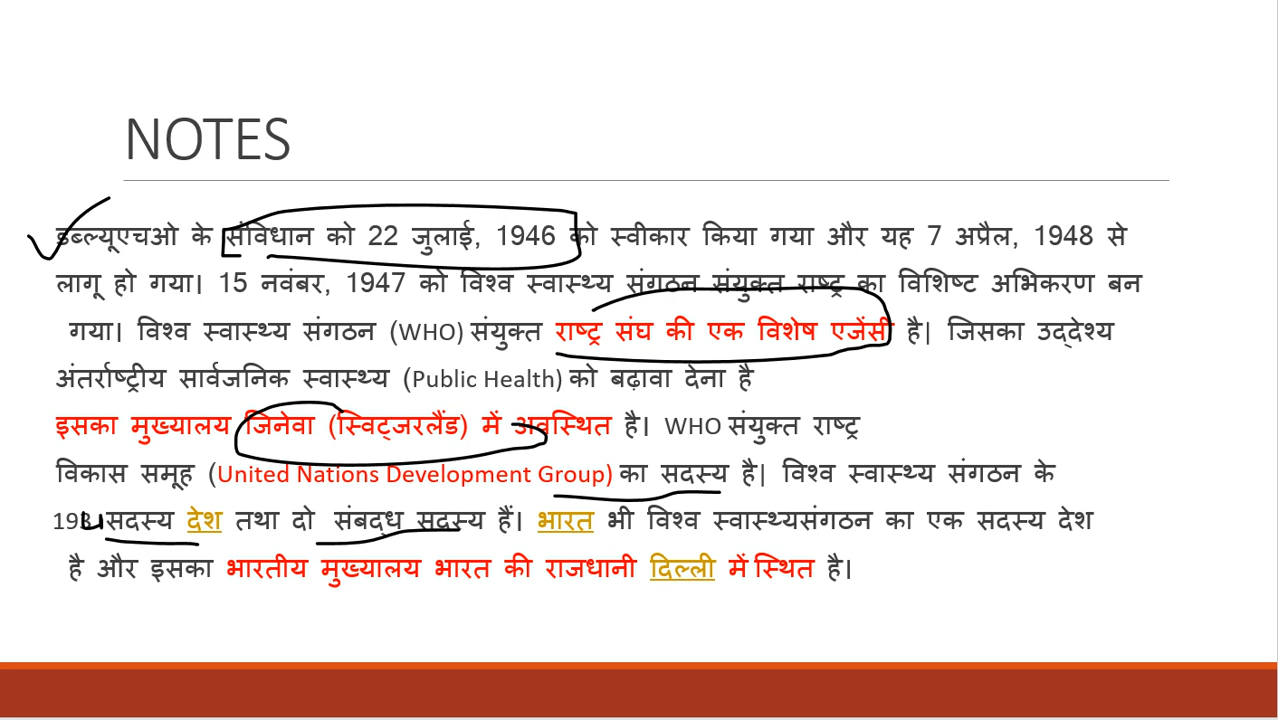 NOTES
डब्ल्यूएचओ के संविधान को 22 जुलाई, 1946 को स्वीकार किया गया और यह 7 अप्रैल, 1948 से
लागू हो गया। 15 नवंबर, 1947 को विश्व स्वास्थ्य संगठन संयुक्त राष्ट्र का विशिष्ट अभिकरण बन
गया। विश्व स्वास्थ्य संगठन (WHO) संयुक्त राष्ट्र संघ की एक विशेष एजेंसी है| जिसका उद्देश्य
अंतर्राष्ट्रीय सार्वजनिक स्वास्थ्य (Public Health) को बढ़ावा देना है
इसका मुख्यालय जिनेवा (स्विट्जरलैंड) में अवस्थित है। WHO संयुक्त राष्ट्र
विकास समूह (United Nations Development Group) का सदस्य है| विश्व स्वास्थ्य संगठन के
सदस्य देश तथा दो संबद्ध सदस्य हैं। भारत भी विश्व स्वास्थ्यसंगठन का एक सदस्य देश
है और इसका भारतीय मुख्यालय भारत की राजधानी दिल्ली में स्थित है।